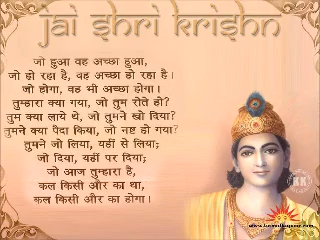 jai shri krishn
जो हुआ वह अच्छा हुआ,
जो हो रहा है, वह अच्छा हो रहा है।
जो होगा, वह भी अच्छा होगा।
तुम्हारा क्या गया, जो तुम रोते हो?
तुम क्या लाये थे, जो तुमने खो दिया?
तुमने क्या पैदा किया, जो नष्ट हो गया?
तुमने जो लिया, यहीं से लिया;
जो दिया, यहीं पर दिया;
जो आज तुम्हारा है,
कल किसी और का था,
कल किसी और का होगा।